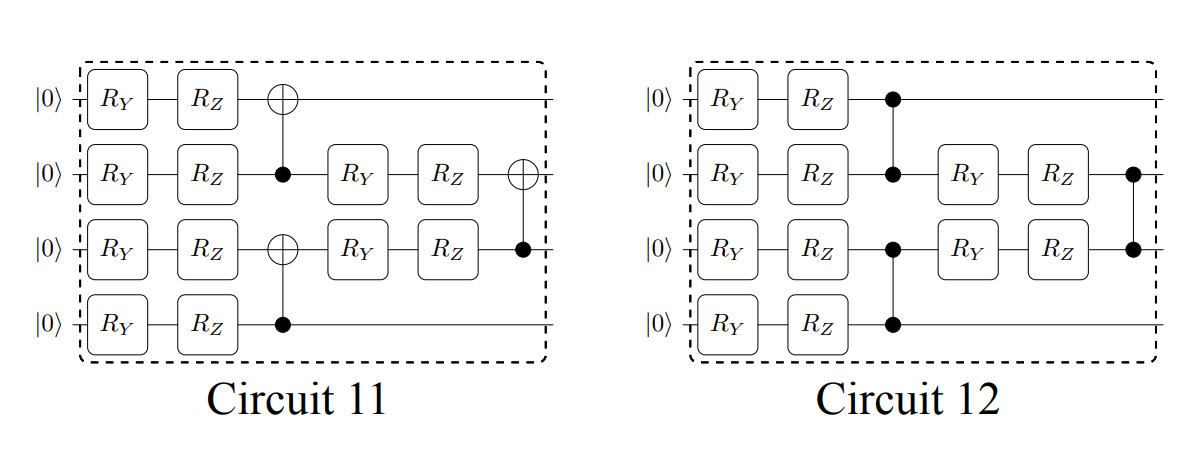 |0⟩ R_Y R_Z |0⟩ R_Y R_Z
|0⟩ R_Y R_Z R_Y R_Z |0⟩ R_Y R_Z R_Y R_Z
|0⟩ R_Y R_Z R_Y R_Z |0⟩ R_Y R_Z R_Y R_Z
|0⟩ R_Y R_Z |0⟩ R_Y R_Z
Circuit 11 Circuit 12